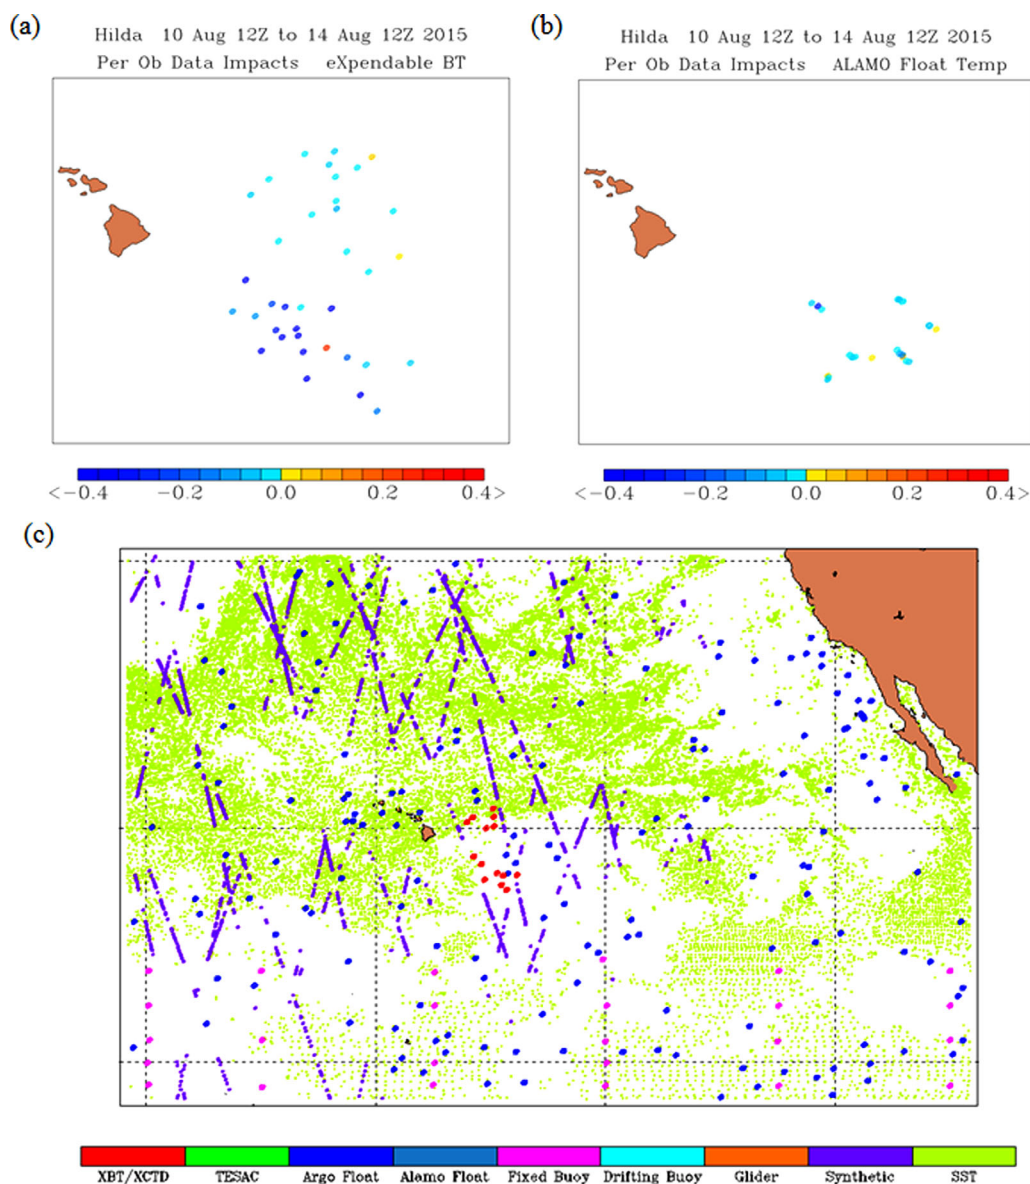 (a)
Hilda 10 Aug 12Z to 14 Aug 12Z 2015
Per Ob Data Impacts eXpendable BT
<-0.4 -0.2 0.0 0.2 0.4>
(b)
Hilda 10 Aug 12Z to 14 Aug 12Z 2015
Per Ob Data Impacts ALAMO Float Temp
<-0.4 -0.2 0.0 0.2 0.4>
(c)
XBT/XCTD TESAC Argo Float Alamo Float Fixed Buoy Drifting Buoy Glider Synthetic SST